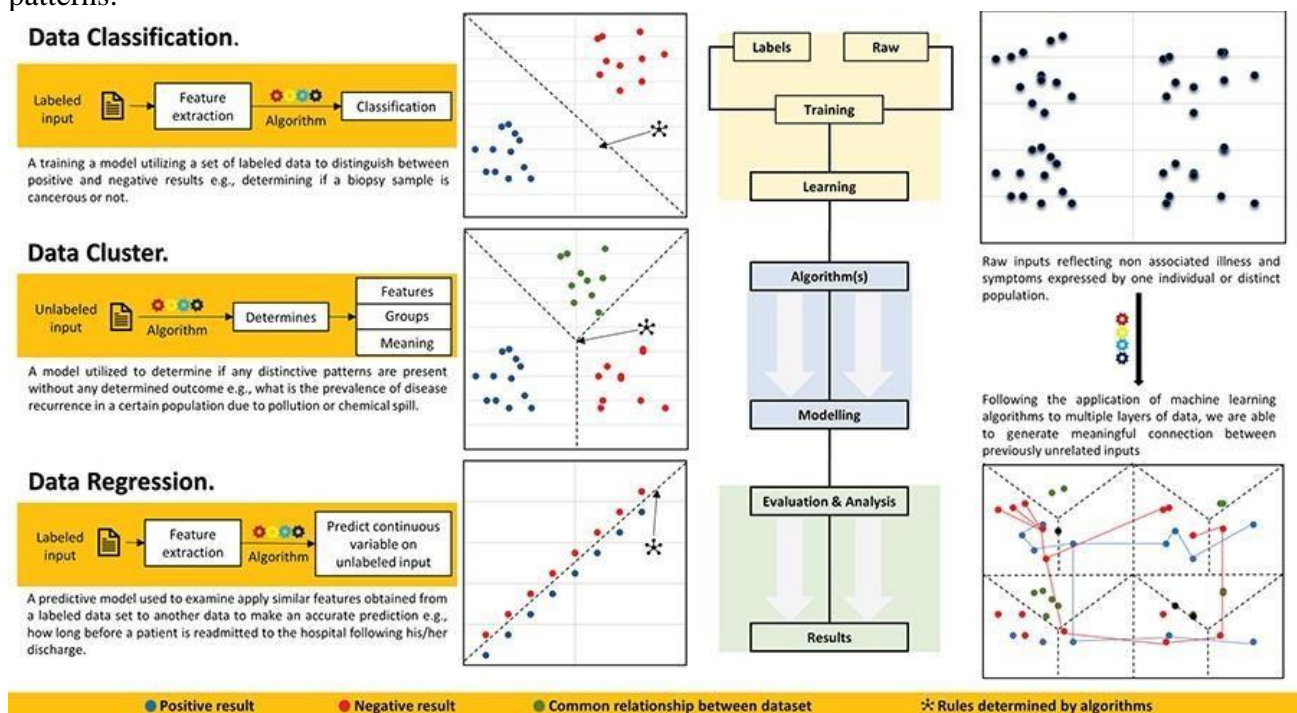 patterns.
Data Classification.
Labeled
input
Feature
extraction
Algorithm
Classification
A training a model utilizing a set of labeled data to distinguish between
positive and negative results e.g., determining if a biopsy sample is
cancerous or not.
Data Cluster.
Unlabeled
input
Algorithm
Determines
Features
Groups
Meaning
A model utilized to determine if any distinctive patterns are present
without any determined outcome e.g., what is the prevalence of disease
recurrence in a certain population due to pollution or chemical spill.
Data Regression.
Labeled
input
Feature
extraction
Algorithm
Predict continuous
variable on
unlabeled input
A predictive model used to examine apply similar features obtained from
a labeled data set to another data to make an accurate prediction e.g.,
how long before a patient is readmitted to the hospital following his/her
discharge.
Labels
Raw
Training
Learning
Algorithm(s)
Modelling
Evaluation & Analysis
Results
Raw inputs reflecting non associated illness and
symptoms expressed by one individual or distinct
population.
Following the application of machine learning
algorithms to multiple layers of data, we are able
to generate meaningful connection between
previously unrelated inputs
Positive result
Negative result
Common relationship between dataset
Rules determined by algorithms